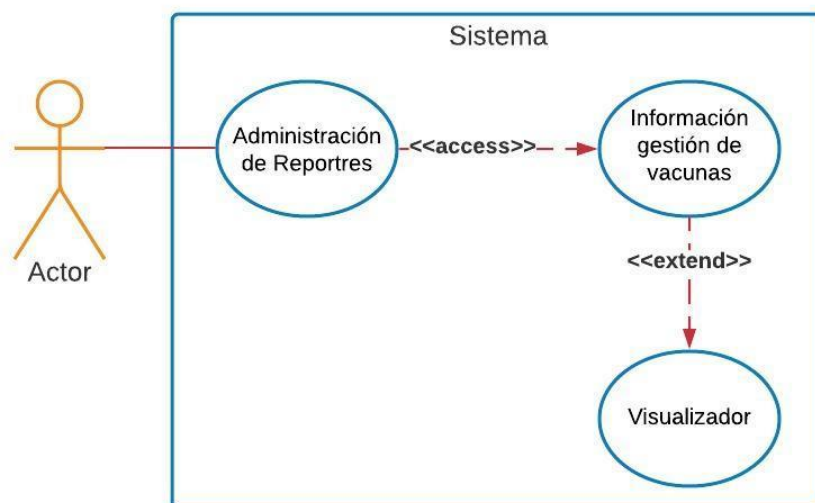 Sistema
Actor
Administración
de Reportres
<<access>>
Información
gestión de
vacunas
<<extend>>
Visualizador